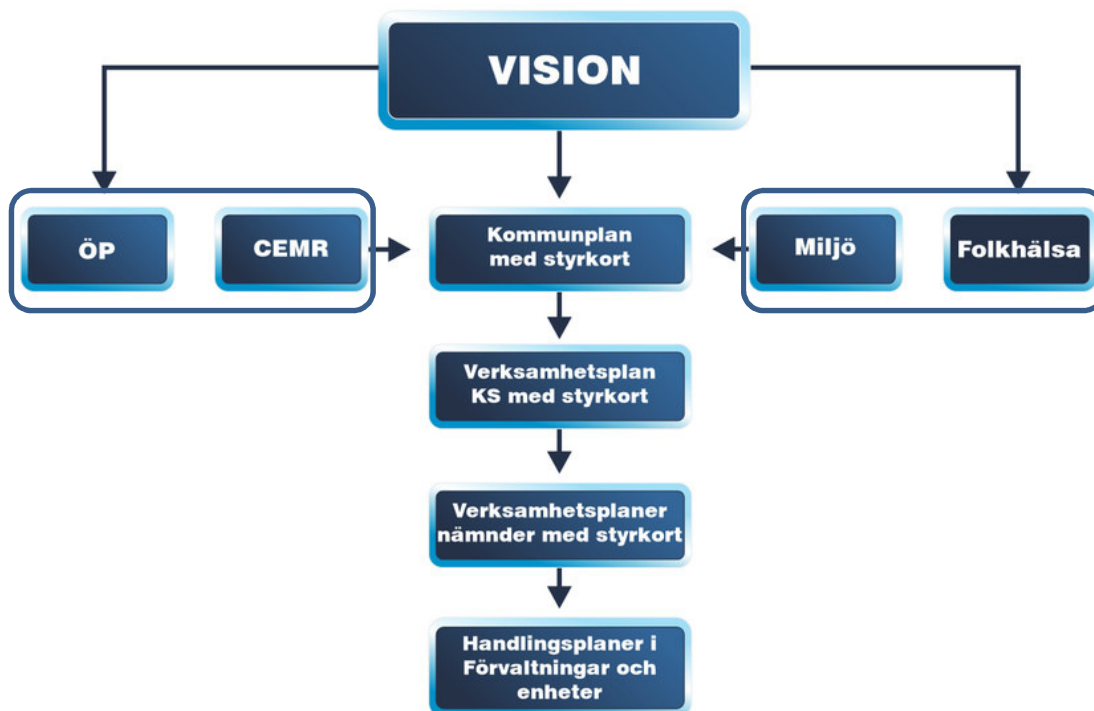 VISION
ÖP
CEMR
Kommunplan
med styrkort
Miljö
Folkhälsa
Verksamhetsplan
KS med styrkort
Verksamhetsplaner
nämnder med styrkort
Handlingsplaner i
Förvaltningar och
enheter